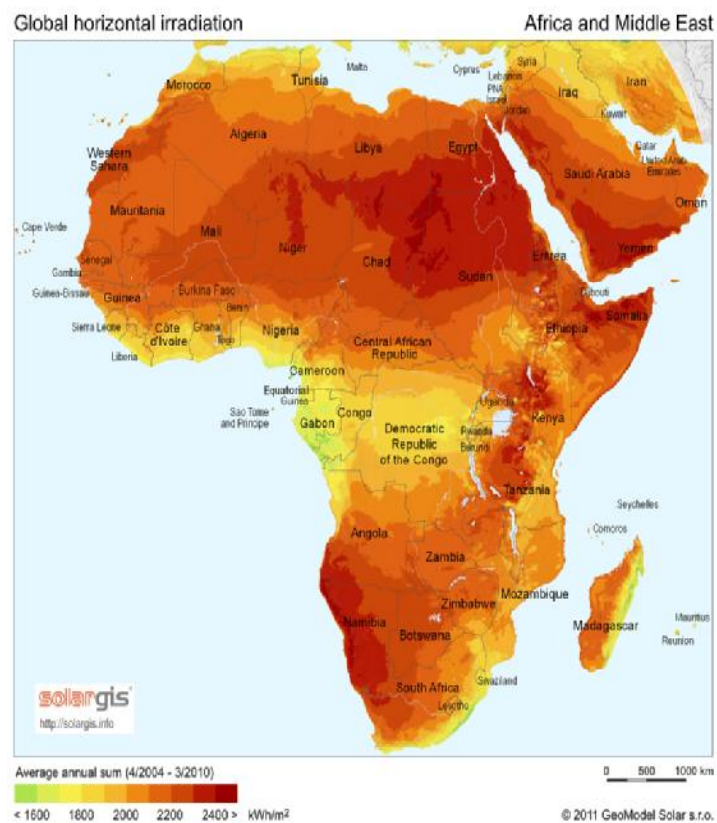 Global horizontal irradiation
Africa and Middle East
Malta
Cyprus
Syria
Lebanon
PNA
Israel
Jordan
Iraq
Iran
Kuwait
Morocco
Tunisia
Algeria
Libya
Egypt
Qatar
United Arab
Emirates
Saudi Arabia
Western
Sahara
Oman
Mauritania
Cape Verde
Mali
Niger
Chad
Sudan
Eritrea
Yemen
Senegal
Gambia
Guinea-Bissau
Guinea
Burkina Faso
Benin
Djibouti
Somalia
Sierra Leone
Côte
d'Ivoire
Ghana
Togo
Nigeria
Ethiopia
Liberia
Central African
Republic
Cameroon
Equatorial
Guinea
Sao Tome
and Principe
Gabon
Congo
Uganda
Kenya
Democratic
Republic
of the Congo
Rwanda
Burundi
Tanzania
Seychelles
Comoros
Angola
Zambia
Mozambique
Zimbabwe
Madagascar
Mauritius
Reunion
Namibia
Botswana
South Africa
Swaziland
Lesotho
solargis
http://solargis.info
Average annual sum (4/2004 - 3/2010)
0 500 1000 km
< 1600 1800 2000 2200 2400 > kWh/m²
© 2011 GeoModel Solar s.r.o.